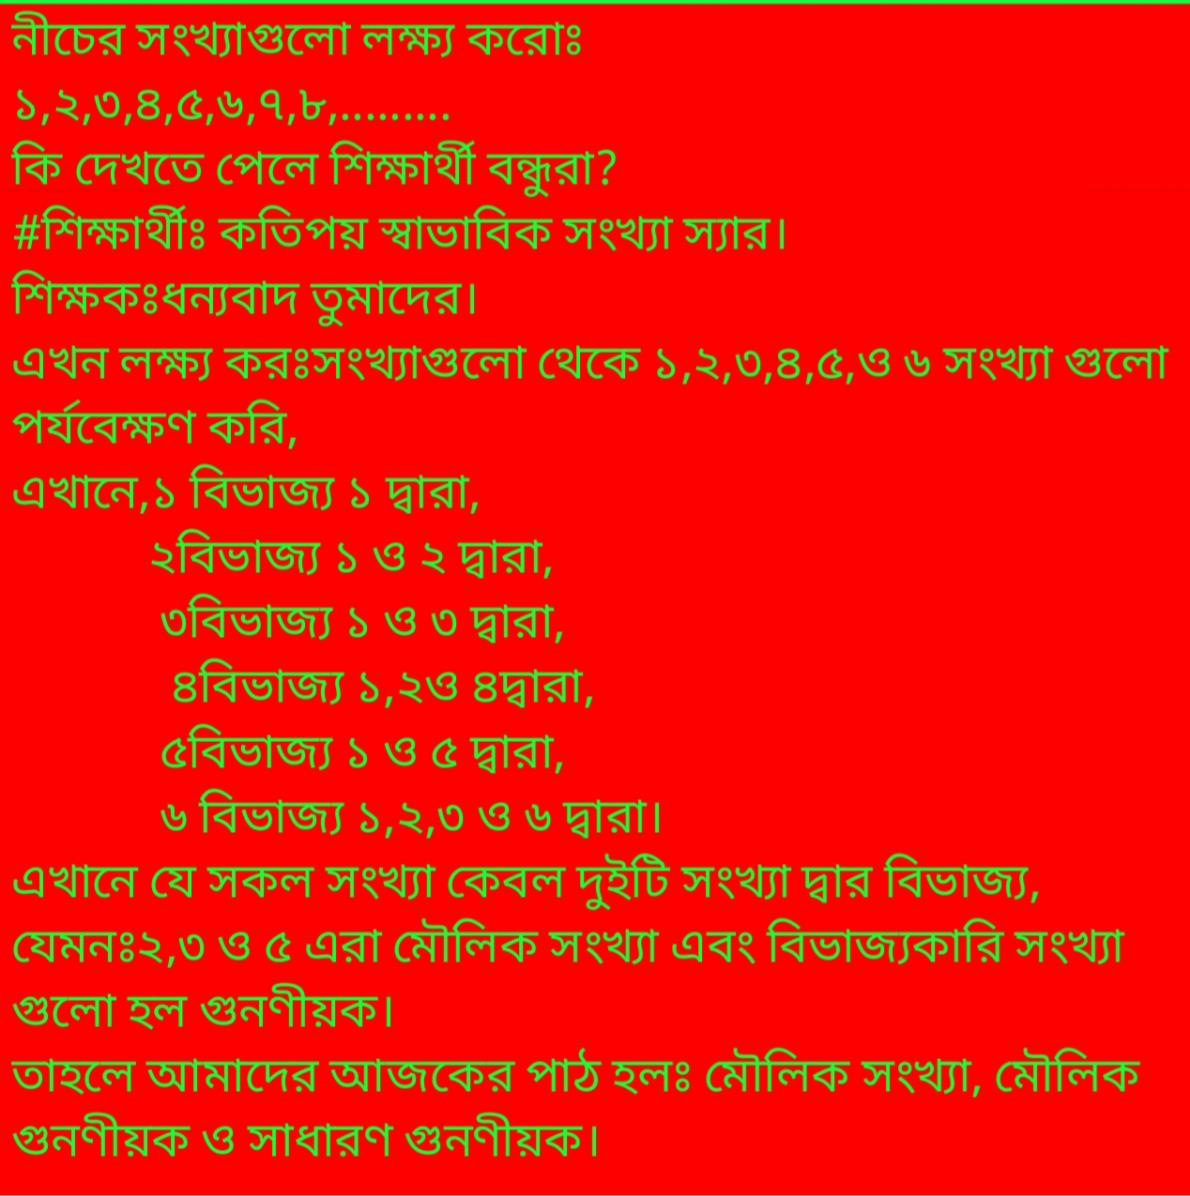 নীচের সংখ্যাগুলো লক্ষ্য করোঃ
১,২,৩,৪,৫,৬,৭,৮,..........
কি দেখতে পেলে শিক্ষার্থী বন্ধুরা?
#শিক্ষার্থীঃ কতিপয় স্বাভাবিক সংখ্যা স্যার।
শিক্ষকঃধন্যবাদ তুমাদের।
এখন লক্ষ্য করঃসংখ্যাগুলো থেকে ১,২,৩,৪,৫,ও ৬ সংখ্যা গুলো
পর্যবেক্ষণ করি,
এখানে,১ বিভাজ্য ১ দ্বারা,
২বিভাজ্য ১ ও ২ দ্বারা,
৩বিভাজ্য ১ ও ৩ দ্বারা,
৪বিভাজ্য ১,২ও ৪দ্বারা,
৫বিভাজ্য ১ ও ৫ দ্বারা,
৬ বিভাজ্য ১,২,৩ ও ৬ দ্বারা।
এখানে যে সকল সংখ্যা কেবল দুইটি সংখ্যা দ্বার বিভাজ্য,
যেমনঃ২,৩ ও ৫ এরা মৌলিক সংখ্যা এবং বিভাজ্যকারি সংখ্যা
গুলো হল গুনণীয়ক।
তাহলে আমাদের আজকের পাঠ হলঃ মৌলিক সংখ্যা, মৌলিক
গুনণীয়ক ও সাধারণ গুনণীয়ক।